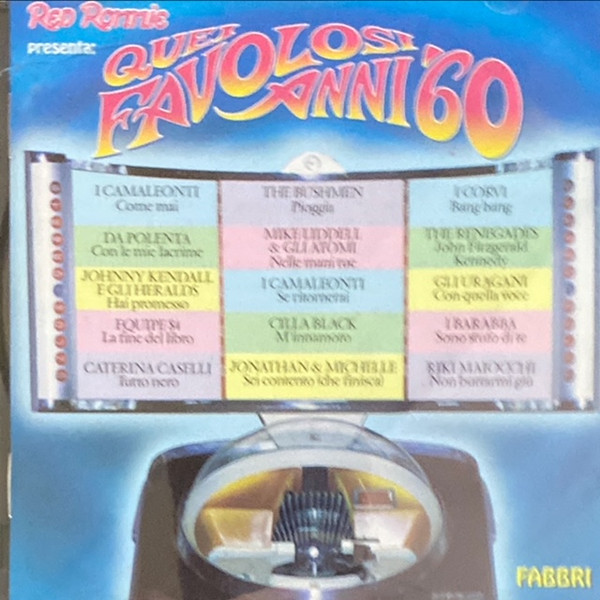 Red Ronnie
presenta:
QUEI
FAVOLOSI
ANNI '60
I CAMALEONTI
Come mai
DA POLENTA
Con le mie lacrime
JOHNNY KENDALL
E GLI HERALDS
Hai promesso
EQUIPE 84
La fine del libro
CATERINA CASELLI
Tutto nero
THE BUSHMEN
Pioggia
MIKE LIDDELL
& GLI ATOMI
Nelle mani tue
I CAMALEONTI
Se ritornerai
CILLA BLACK
M'innamoro
JONATHAN & MICHELLE
Sei contento (che finisca)
I CORVI
Bang bang
THE RENEGADES
John Fitzgerald
Kennedy
GLI URAGANI
Con quella voce
I BARABBA
Sono stufo di te
RIKI MAIOCCHI
Non buttarmi giù
FABBRI